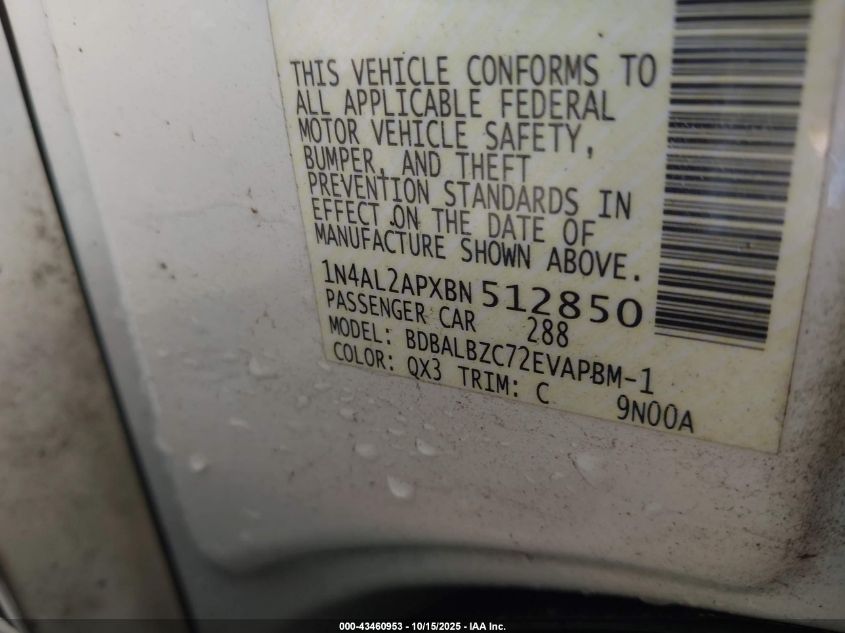 THIS VEHICLE CONFORMS TO
ALL APPLICABLE FEDERAL
MOTOR VEHICLE SAFETY,
BUMPER, AND THEFT
PREVENTION STANDARDS IN
EFFECT ON THE DATE OF
MANUFACTURE SHOWN ABOVE.
1N4AL2APXBN 512850
PASSENGER CAR 288
MODEL: BDBALBZC72EVAPBM-1
COLOR: QX3 TRIM: C 9N00A
000-43460953 - 10/15/2025 - IAA Inc.